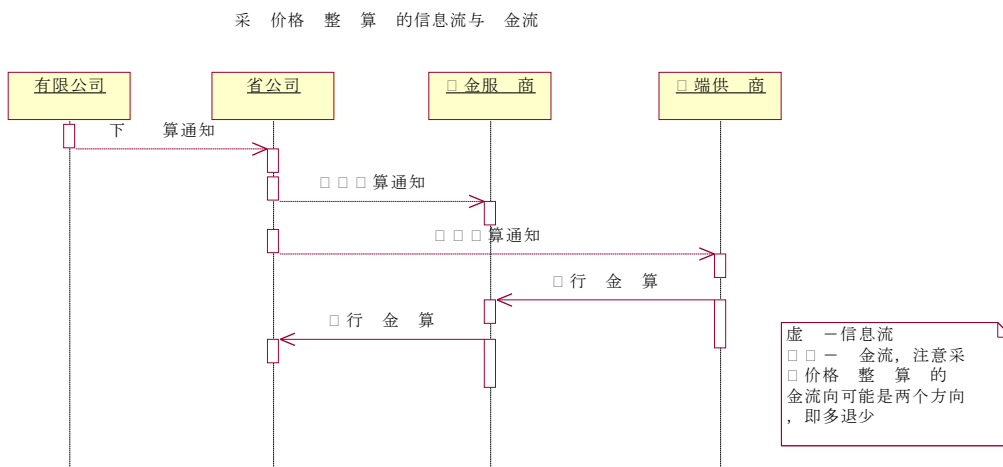 采 价格 整 算 的信息流与 金流
有限公司
省公司
□金服 商
□端供 商
下 算通知
□□□算通知
□□□算通知
□行 金 算
□行 金 算
虚 －信息流
□□－ 金流，注意采
□价格 整 算 的
金流向可能是两个方向
，即多退少